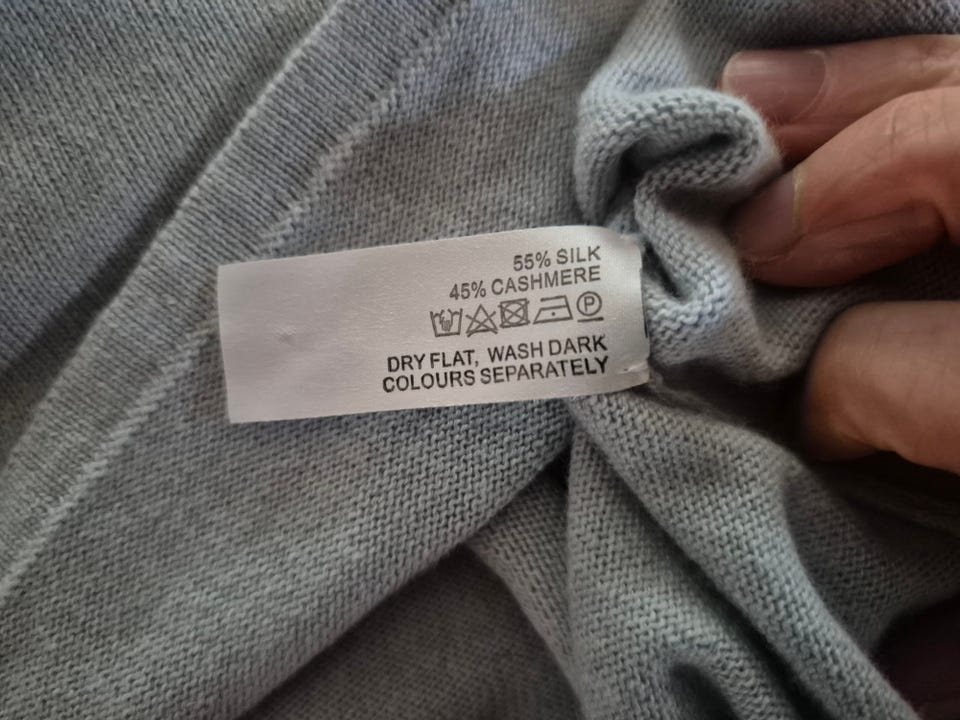 55% SILK
45% CASHMERE
P
DRY FLAT, WASH DARK
COLOURS SEPARATELY